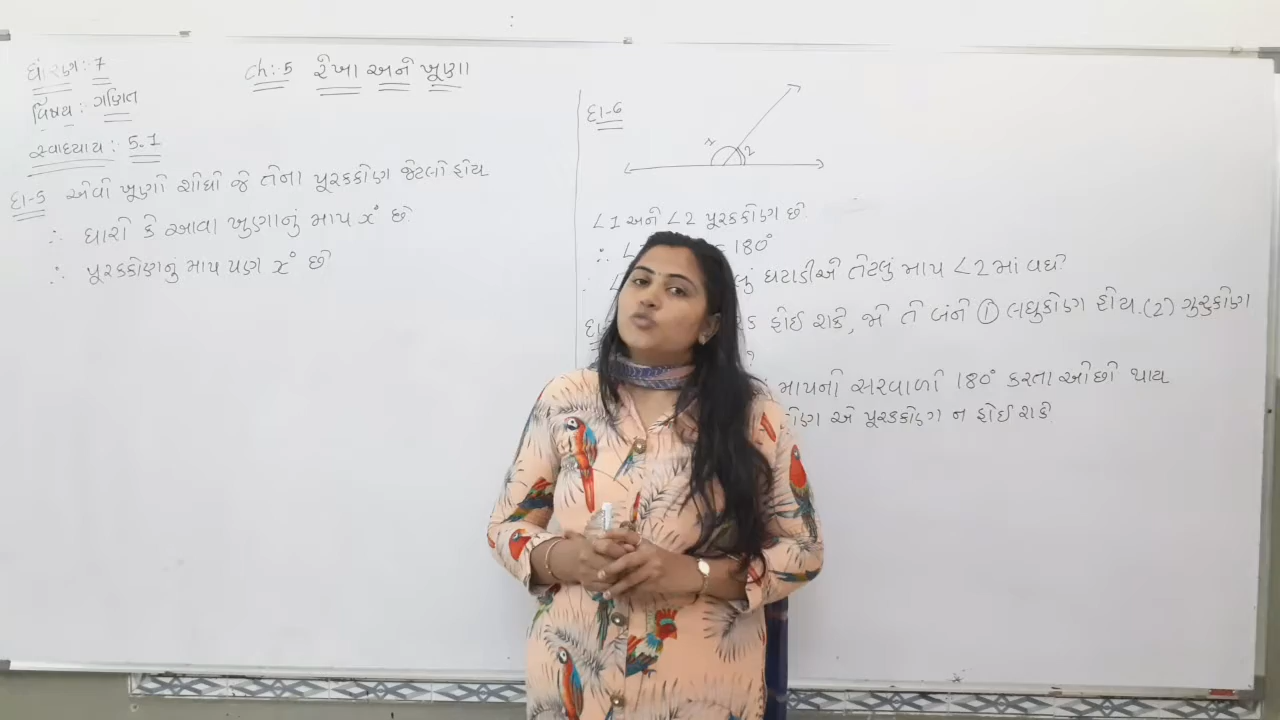 ધોરણ : 7
વિષય : ગણિત
સ્વાધ્યાય : 5.1
Ch : 5 રેખા અને ખૂણા
દા-5 એવો ખૂણો શોધો જે તેના પૂરકકોણ જેટલો હોય
∴ ધારો કે આવા ખુણાનું માપ x° છે.
∴ પૂરકકોણનું માપ પણ x° છે
દા-6
1 2
∠1 અને ∠2 પૂરકકોણ છે.
∴ 180°
ઘટાડીએ તેટલું માપ ∠2 માં વધે
હોઈ શકે, જો તે બંને ① લઘુકોણ હોય. (2) ગુરુકોણ
માપનો સરવાળો 180° કરતા ઓછો થાય
એ પૂરકકોણ ન હોઈ શકે.